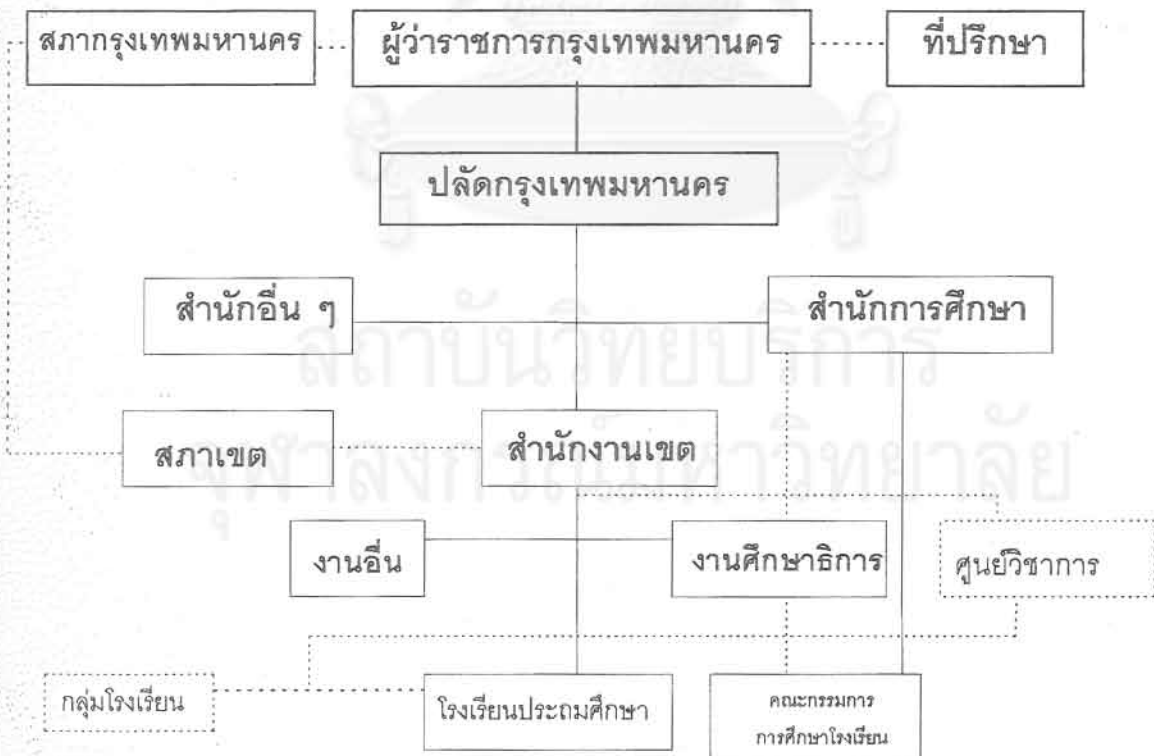 สภากรุงเทพมหานคร
ผู้ว่าราชการกรุงเทพมหานคร
ที่ปรึกษา
ปลัดกรุงเทพมหานคร
สำนักอื่น ๆ
สำนักการศึกษา
สภาเขต
สำนักงานเขต
งานอื่น
งานศึกษาธิการ
ศูนย์วิชาการ
กลุ่มโรงเรียน
โรงเรียนประถมศึกษา
คณะกรรมการ
การศึกษาโรงเรียน
สถาบันวิทยบริการ
จุฬาลงกรณ์มหาวิทยาลัย